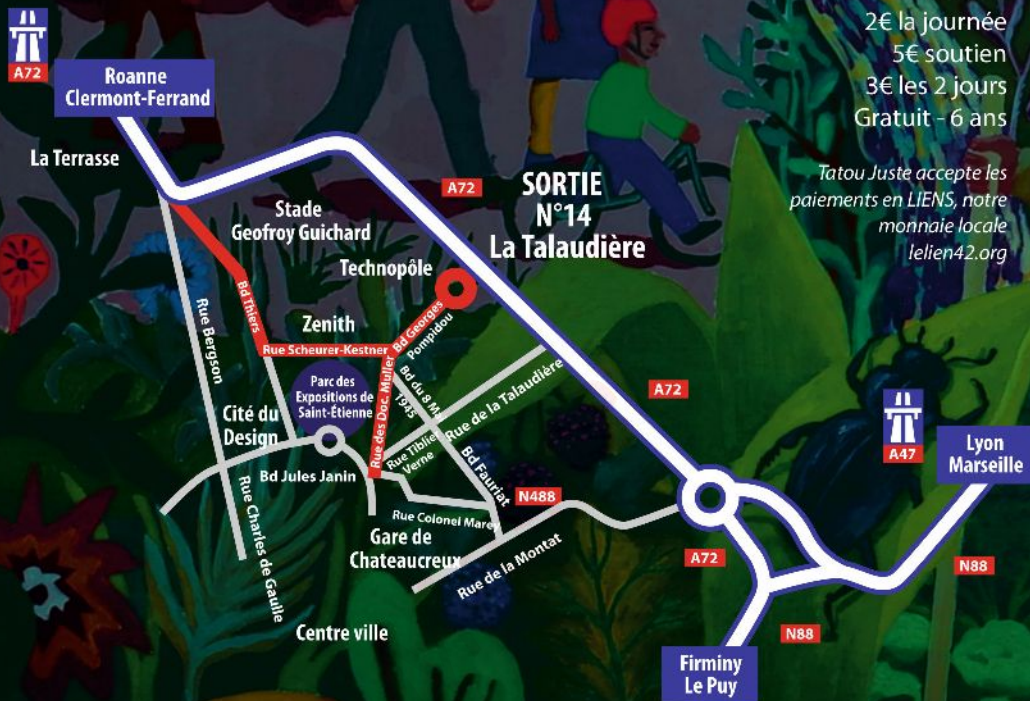 A72
Roanne
Clermont-Ferrand
2€ la journée
5€ soutien
3€ les 2 jours
Gratuit - 6 ans
Tatou Juste accepte les
paiements en LIENS, notre
monnaie locale
lelien42.org
La Terrasse
A72
SORTIE
N°14
La Talaudière
Stade
Geofroy Guichard
Technopôle
Bd Thiers
Rue Bergson
Zenith
Bd Georges
Pompidou
Rue Scheurer-Kestner
Parc des
Expositions de
Saint-Étienne
Rue des Doc. Muller
Bd du 8 Ma
1945
Rue de la Talaudière
A72
Cité du
Design
Rue Tiblier
Verne
Bd Fauriat
A47
Lyon
Marseille
Bd Jules Janin
Rue Charles de Gaulle
N488
Rue Colonel Marey
Gare de
Chateaucreux
Rue de la Montat
A72
N88
Centre ville
N88
Firminy
Le Puy